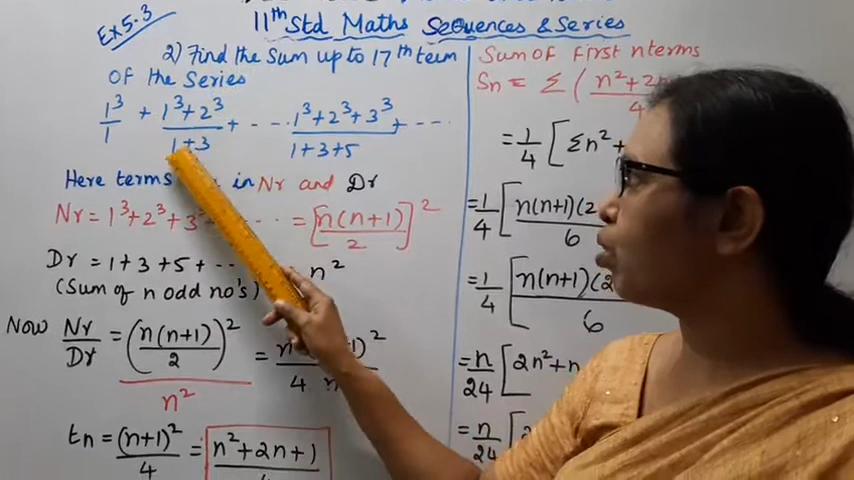 Ex 5.3
11th Std Maths Sequences & Series
2) Find the Sum up to 17th term
Of the Series
1³/1 + (1³+2³)/(1+3) + - - - . (1³+2³+3³)/(1+3+5) + - - - .
Here terms in Nr and Dr
Nr = 1³+2³+3³+ . . . = [n(n+1)/2]²
Dr = 1+3+5+ . . n²
(Sum of n odd no's)
Now Nr/Dr = (n(n+1)/2)²/n² =
tn = (n+1)²/4 = n²+2n+1
Sum of First n terms
Sn = Σ (n²+2n
= 1/4 [Σn²+
= 1/4 [n(n+1)(2/6
= 1/4 [n(n+1)(2/6
= n/24 [2n²+n
= n/24 [